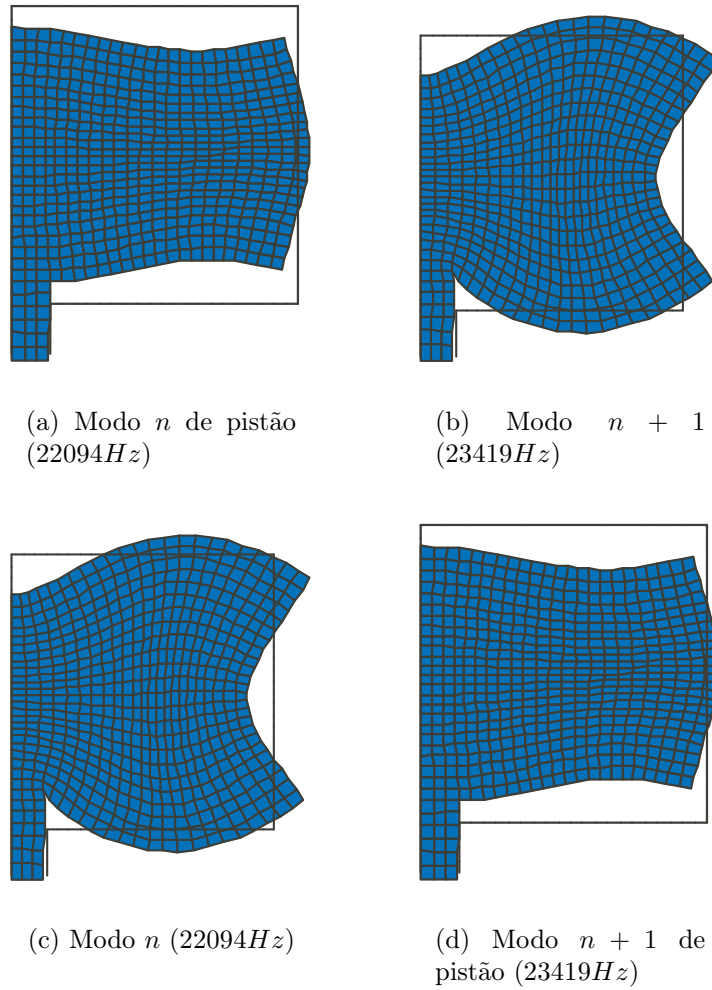 (a) Modo n de pistão
(22094Hz)
(b) Modo n + 1
(23419Hz)
(c) Modo n (22094Hz)
(d) Modo n + 1 de
pistão (23419Hz)